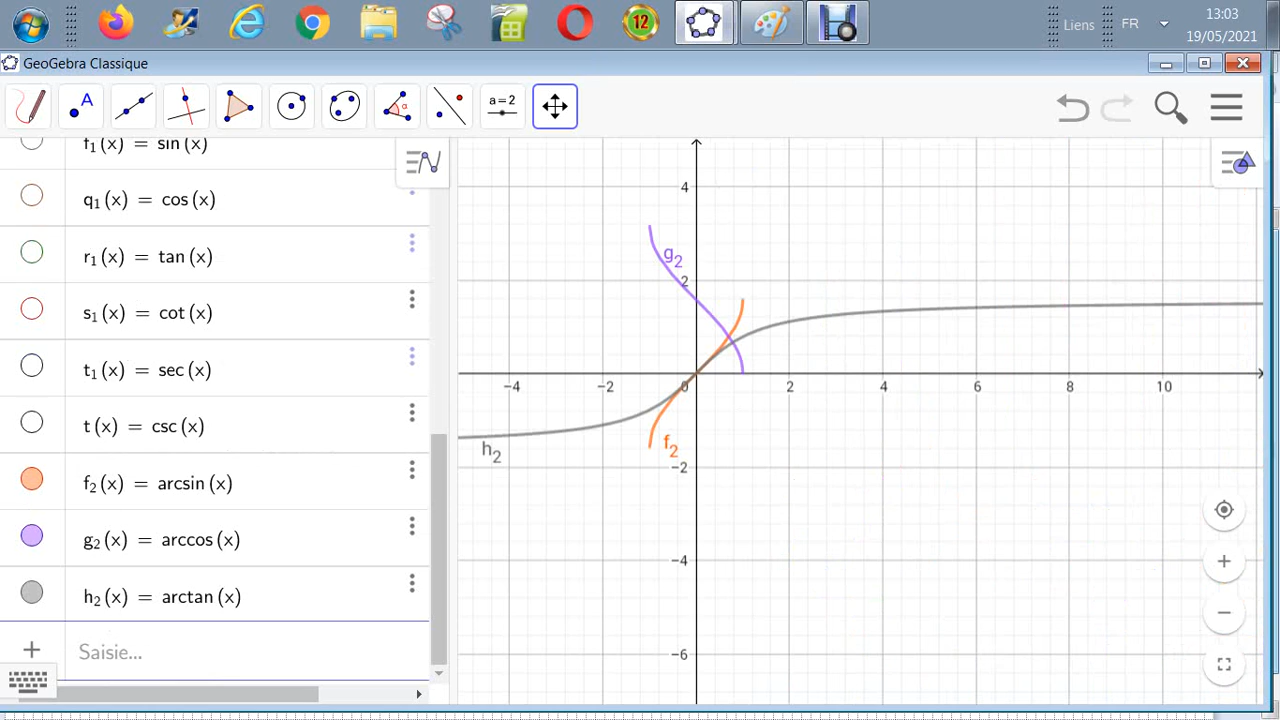 12
Liens
FR
13:03
19/05/2021
GeoGebra Classique
A
α
a=2
f₁(x) = sin(x)
q₁(x) = cos(x)
r₁(x) = tan(x)
s₁(x) = cot(x)
t₁(x) = sec(x)
t(x) = csc(x)
f₂(x) = arcsin(x)
g₂(x) = arccos(x)
h₂(x) = arctan(x)
Saisie...
4
g₂
2
−4 −2 0 2 4 6 8 10
f₂
h₂
−2
−4
−6